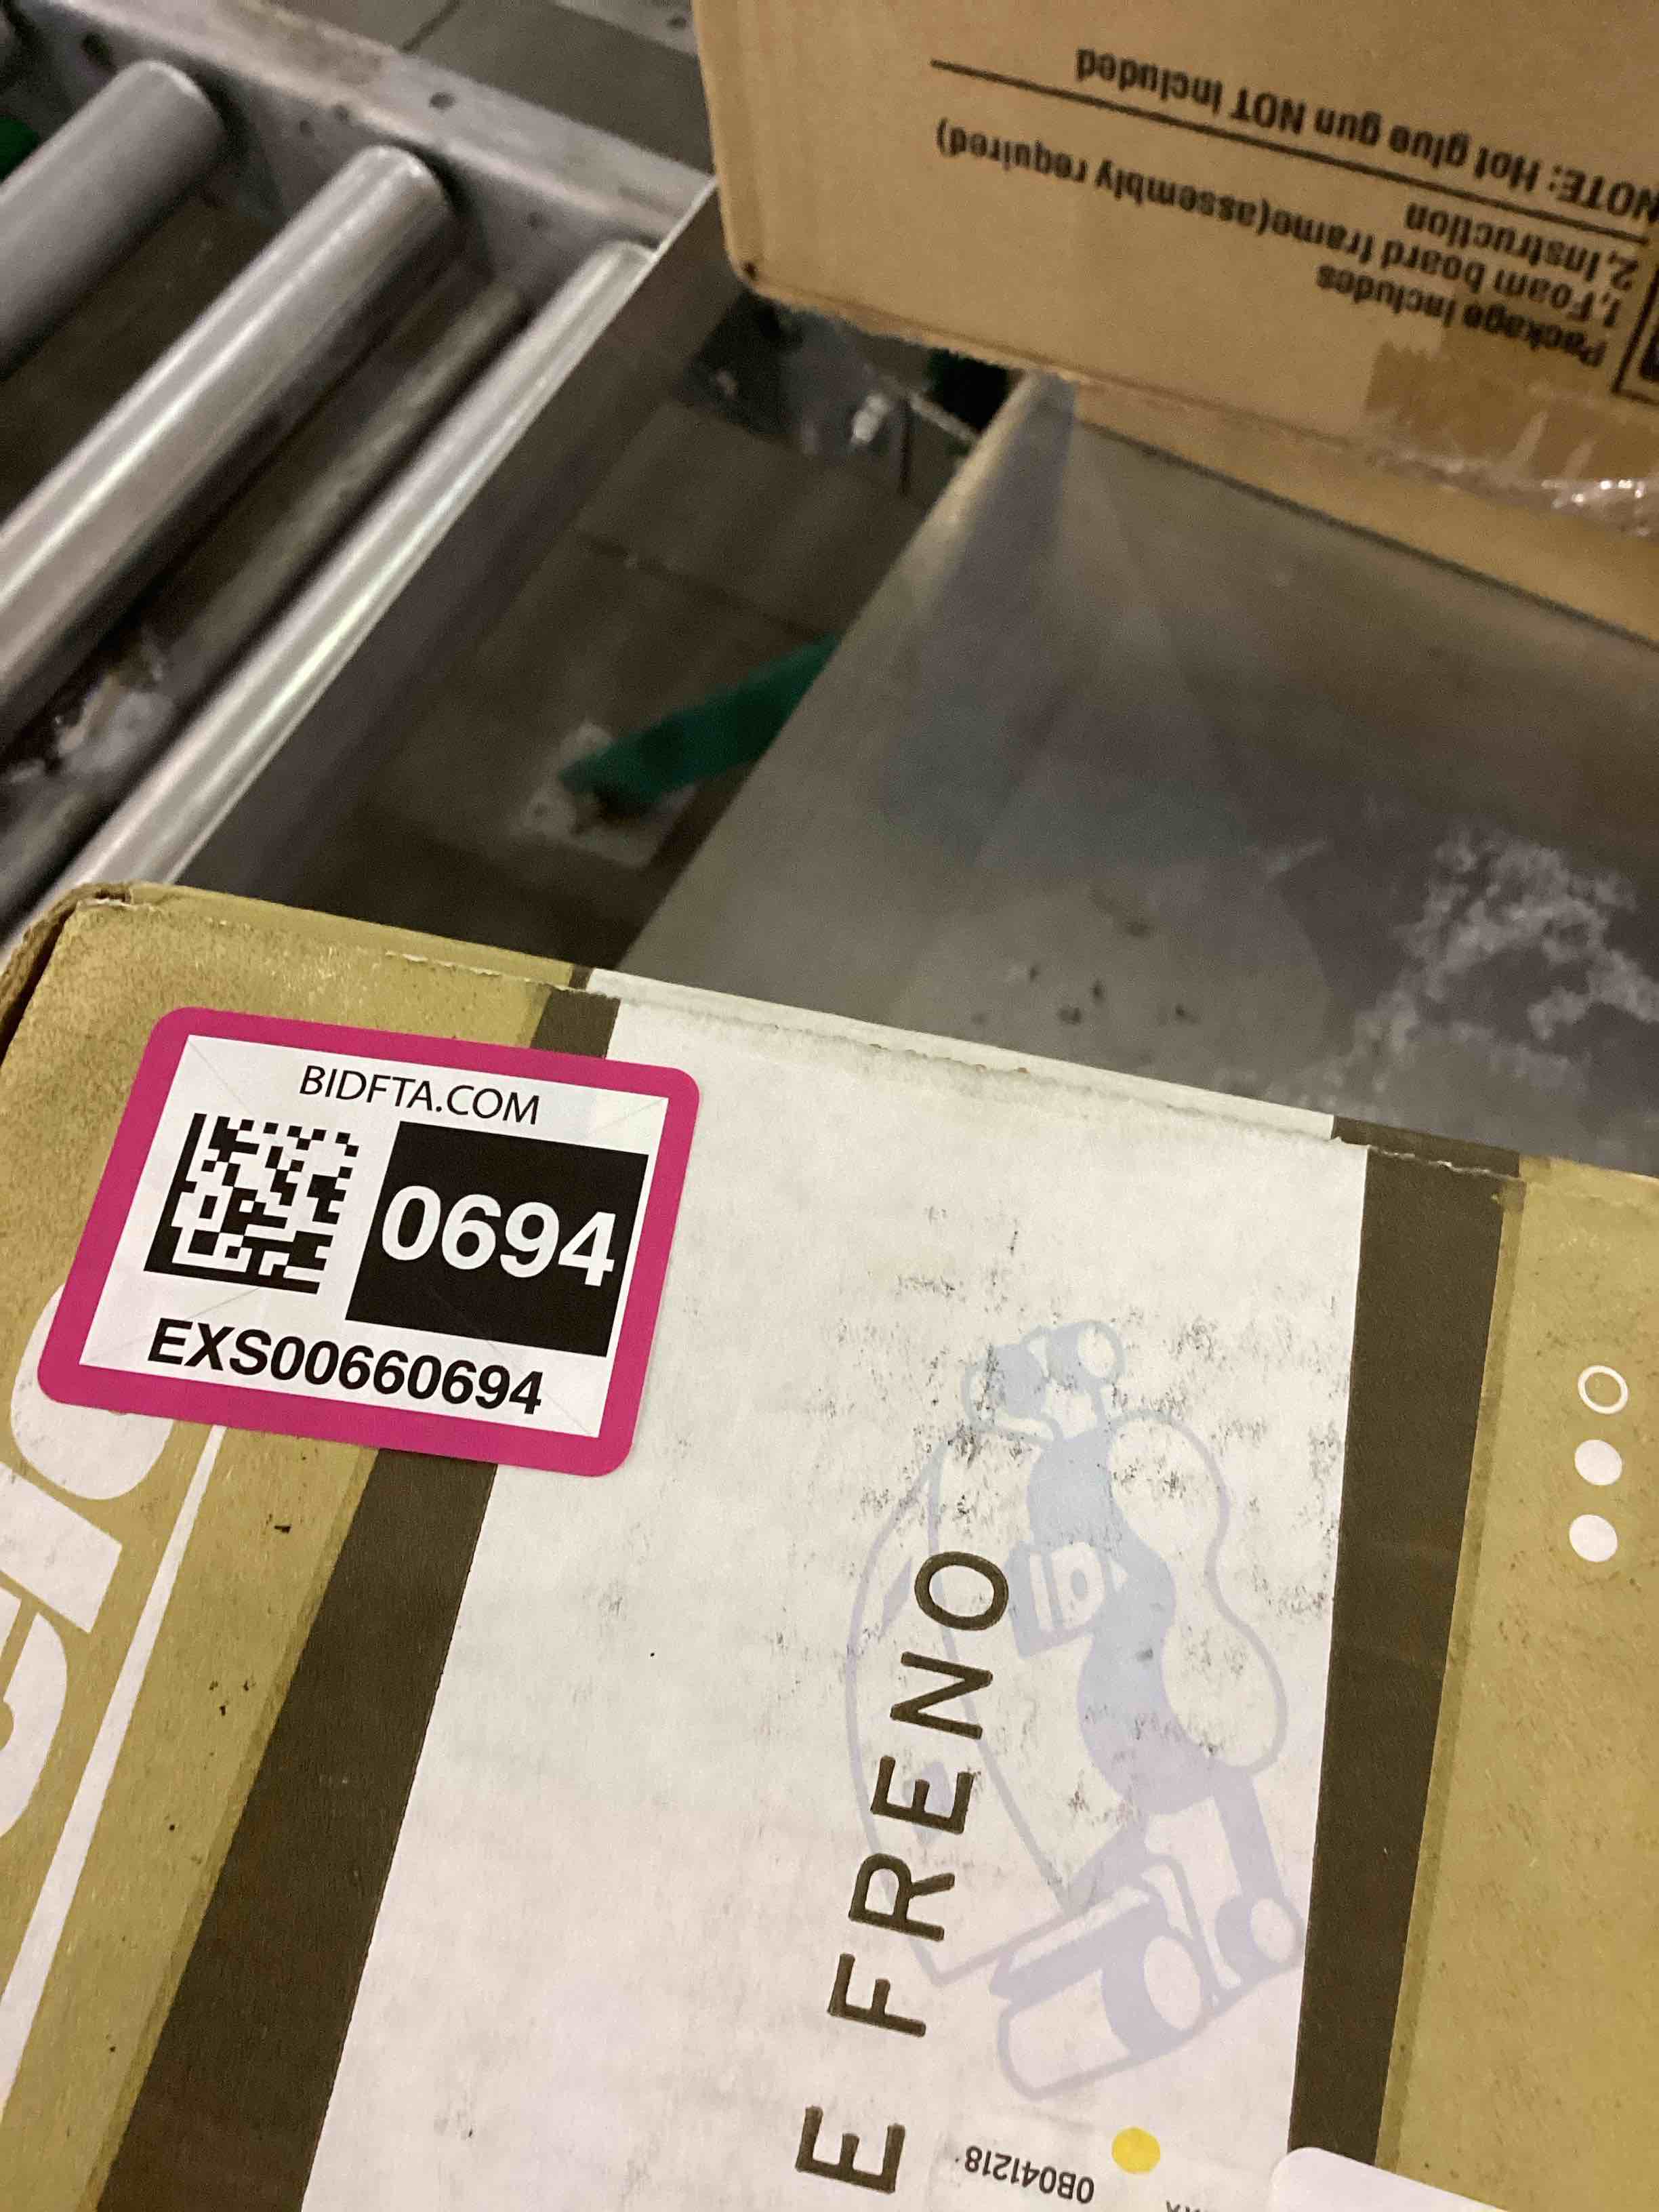 Package includes
1,Foam board frame(assembly required)
2,Instruction
NOTE: Hot glue gun NOT included
BIDFTA.COM
0694
EXS00660694
E FRENO
ID
0B041218